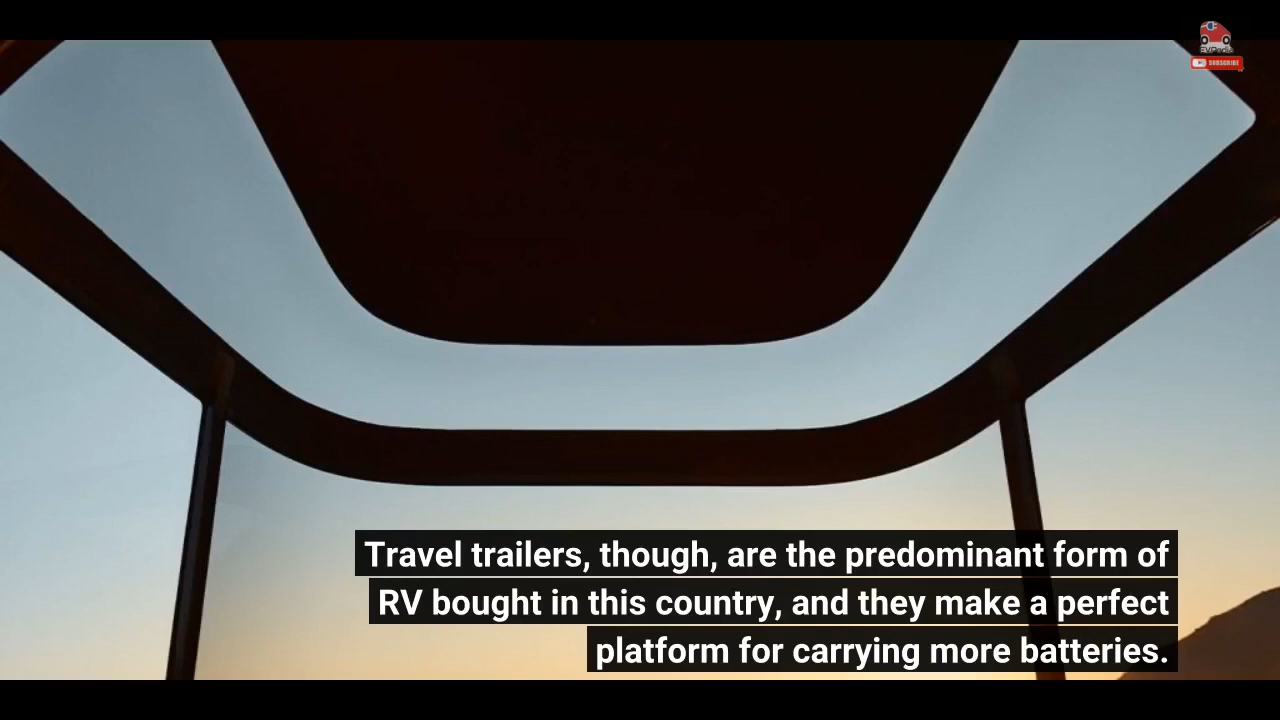 EVPedia
SUBSCRIBE
Travel trailers, though, are the predominant form of
RV bought in this country, and they make a perfect
platform for carrying more batteries.